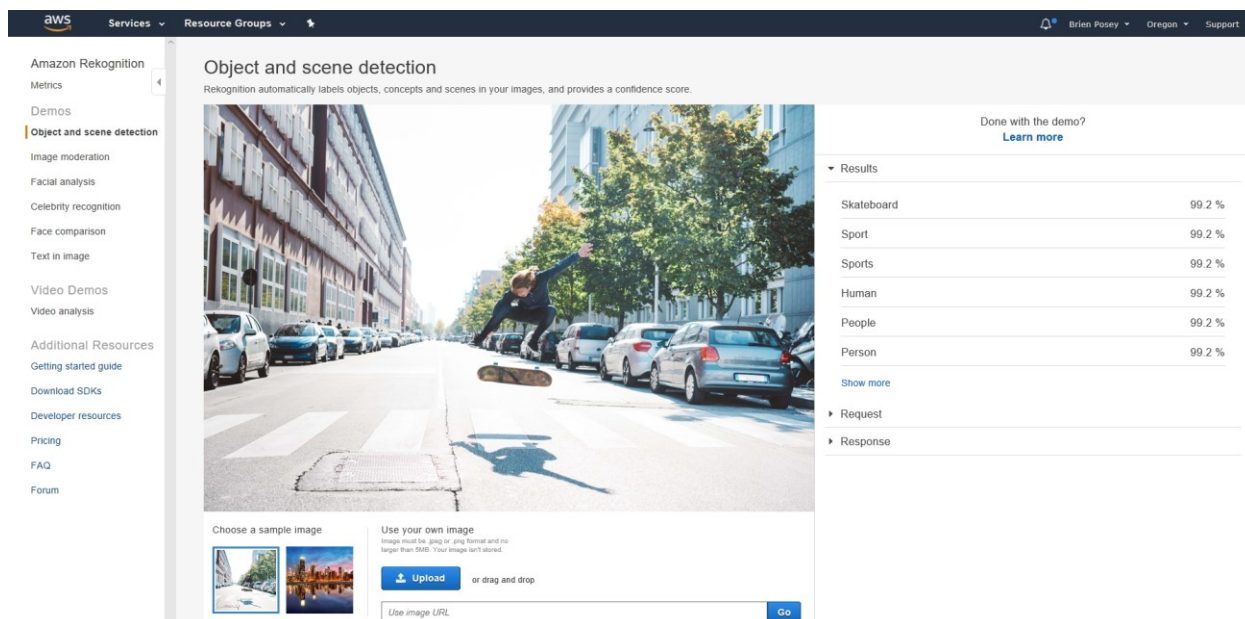 aws
Services
Resource Groups
Brien Posey
Oregon
Support
Amazon Rekognition
Metrics
Demos
Object and scene detection
Image moderation
Facial analysis
Celebrity recognition
Face comparison
Text in image
Video Demos
Video analysis
Additional Resources
Getting started guide
Download SDKs
Developer resources
Pricing
FAQ
Forum
Object and scene detection
Rekognition automatically labels objects, concepts and scenes in your images, and provides a confidence score.
Choose a sample image
Use your own image
Image must be .jpeg or .png format and no
larger than 5MB. Your image isn't stored.
Upload
or drag and drop
Use image URL
Go
Done with the demo?
Learn more
Results
Skateboard 99.2 %
Sport 99.2 %
Sports 99.2 %
Human 99.2 %
People 99.2 %
Person 99.2 %
Show more
Request
Response